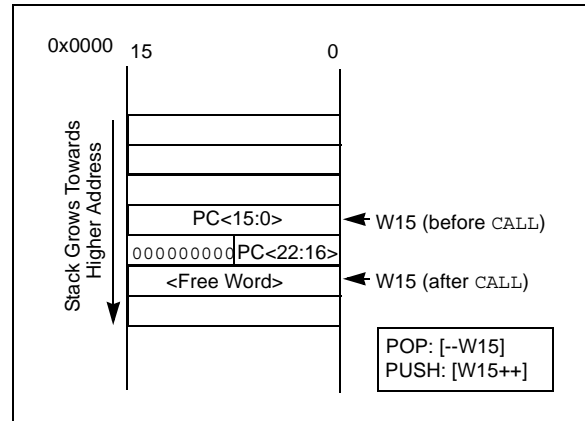 0x0000
15 0
Stack Grows Towards
Higher Address
PC<15:0>
W15 (before CALL)
000000000 PC<22:16>
<Free Word>
W15 (after CALL)
POP: [--W15]
PUSH: [W15++]